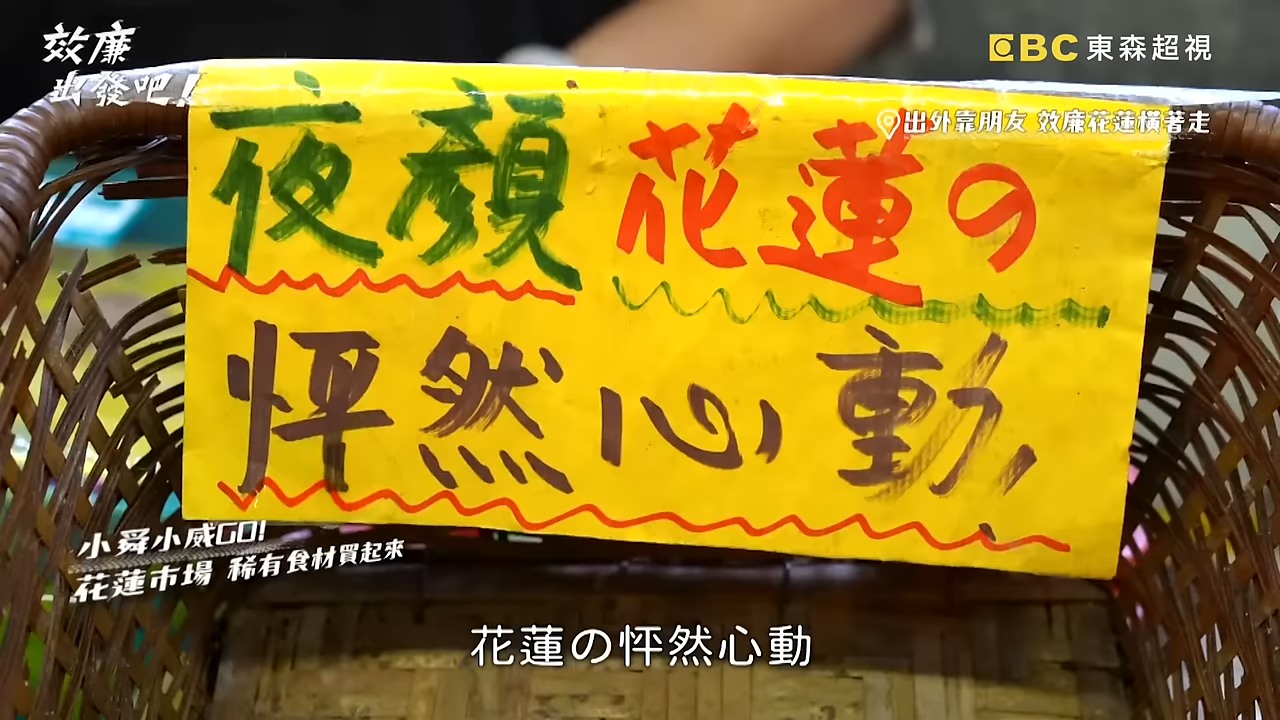 效廉
出發吧!
EBC 東森超視
出外靠朋友 效廉花蓮橫著走
夜顏 花蓮の
怦然心動
小舜小威GO!
花蓮市場 稀有食材買起來
花蓮の怦然心動